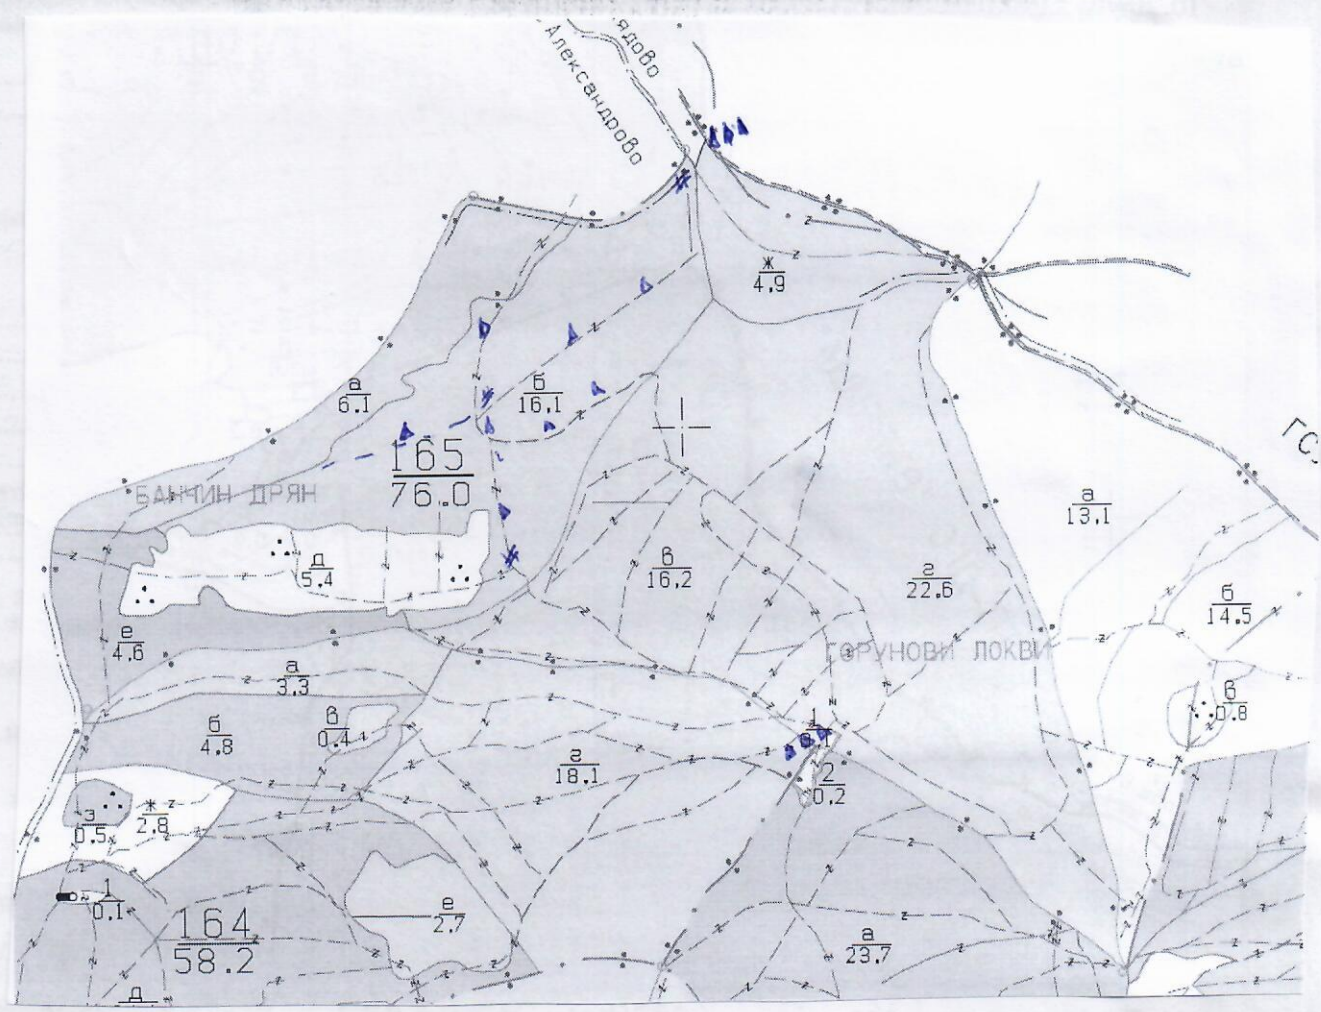 Александрово
ж
4.9
а
6.1
б
16.1
165
76.0
БАНЧИН ДРЯН
а
13.1
д
5.4
в
16.2
г
22.6
б
14.5
е
4.6
ГОРУНОВИ ЛОКВИ
а
3.3
в
0.8
б
4.8
в
0.4
1
г
18.1
2
0.2
з
0.5
ж
2.8
1
0.1
164
58.2
е
2.7
а
23.7
д